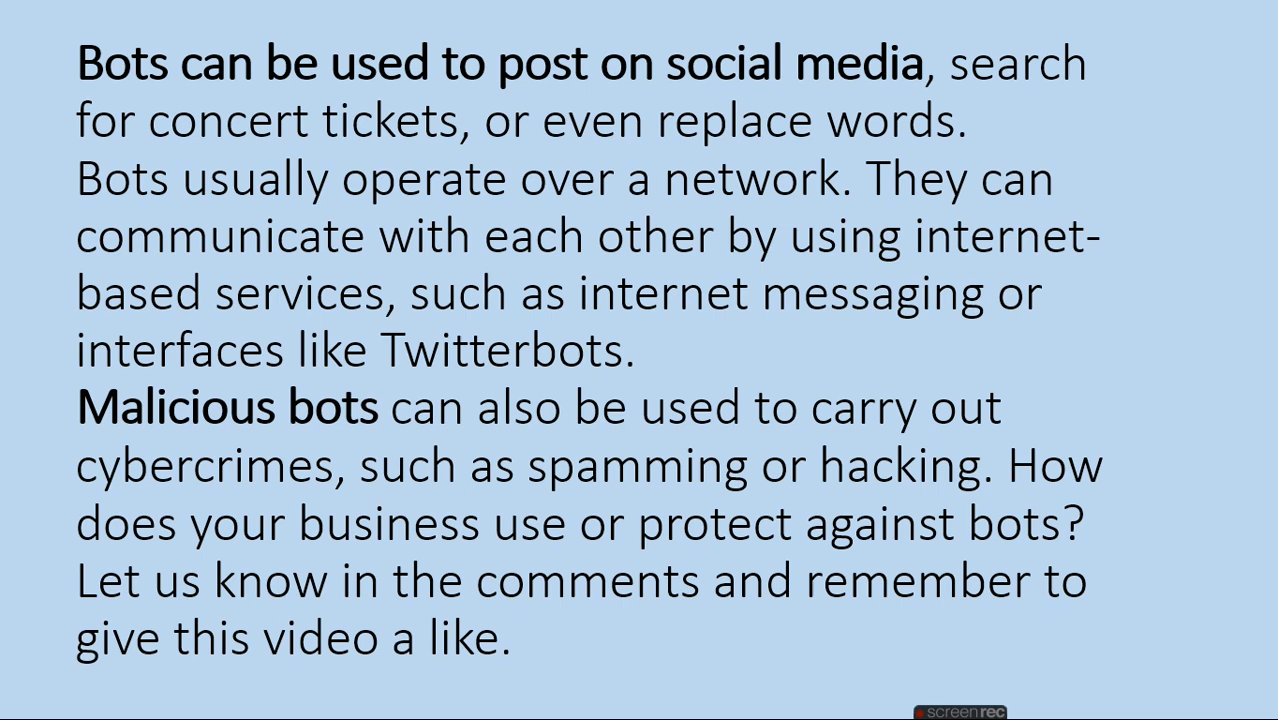 Bots can be used to post on social media, search
for concert tickets, or even replace words.
Bots usually operate over a network. They can
communicate with each other by using internet-
based services, such as internet messaging or
interfaces like Twitterbots.
Malicious bots can also be used to carry out
cybercrimes, such as spamming or hacking. How
does your business use or protect against bots?
Let us know in the comments and remember to
give this video a like.
screenrec